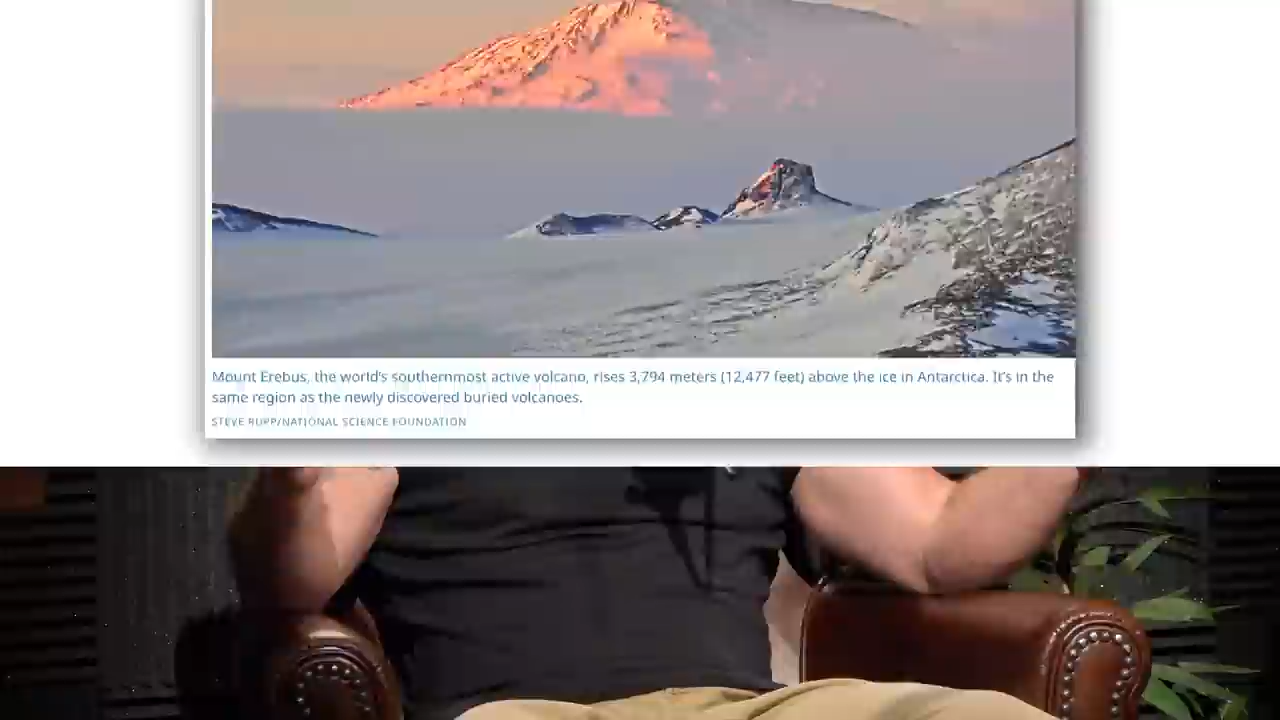 Mount Erebus, the world's southernmost active volcano, rises 3,794 meters (12,477 feet) above the ice in Antarctica. It's in the
same region as the newly discovered buried volcanoes.
STEVE RUPP/NATIONAL SCIENCE FOUNDATION